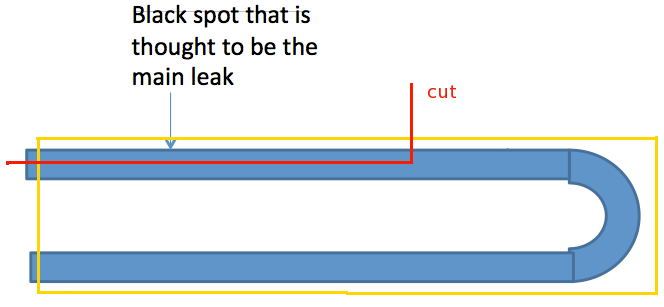 Black spot that is
thought to be the
main leak
cut